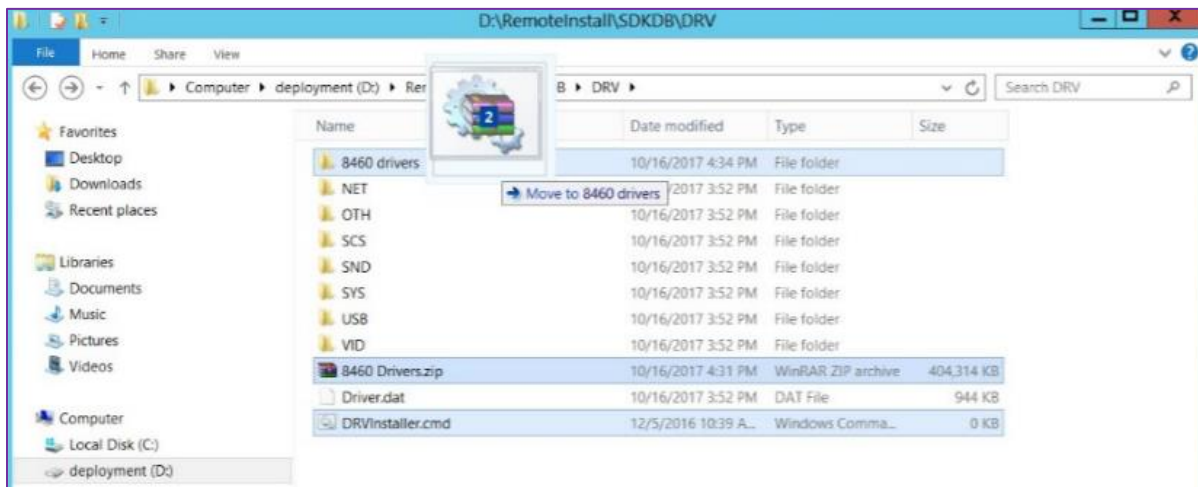 D:\RemoteInstall\SDKDB\DRV
File Home Share View
Computer deployment (D:) Rer B DRV Search DRV
Favorites
Desktop
Downloads
Recent places
Libraries
Documents
Music
Pictures
Videos
Computer
Local Disk (C:)
deployment (D:)
Name Date modified Type Size
8460 drivers 10/16/2017 4:34 PM File folder
NET /2017 3:52 PM File folder
OTH 10/16/2017 3:52 PM File folder
SCS 10/16/2017 3:52 PM File folder
SND 10/16/2017 3:52 PM File folder
SYS 10/16/2017 3:52 PM File folder
USB 10/16/2017 3:52 PM File folder
VID 10/16/2017 3:52 PM File folder
8460 Drivers.zip 10/16/2017 4:31 PM WinRAR ZIP archive 404,314 KB
Driver.dat 10/16/2017 3:52 PM DAT File 944 KB
DRVInstaller.cmd 12/5/2016 10:39 A... Windows Comma... 0 KB
2
Move to 8460 drivers